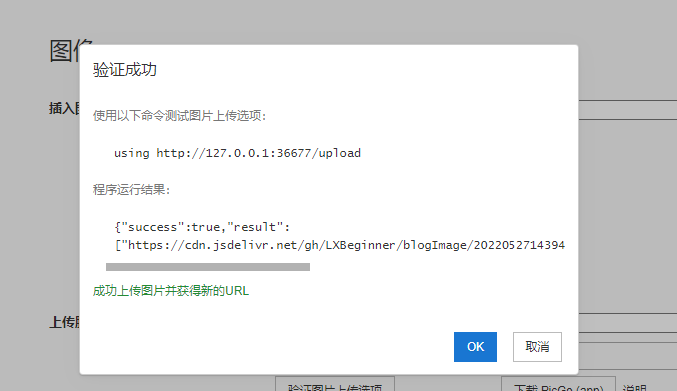 图像
验证成功
插入图
使用以下命令测试图片上传选项：
using http://127.0.0.1:36677/upload
程序运行结果：
{"success":true,"result":
["https://cdn.jsdelivr.net/gh/LXBeginner/blogImage/2022052714394
成功上传图片并获得新的URL
上传
OK
取消
验证图片上传选项
下载 PicGo (app)
说明